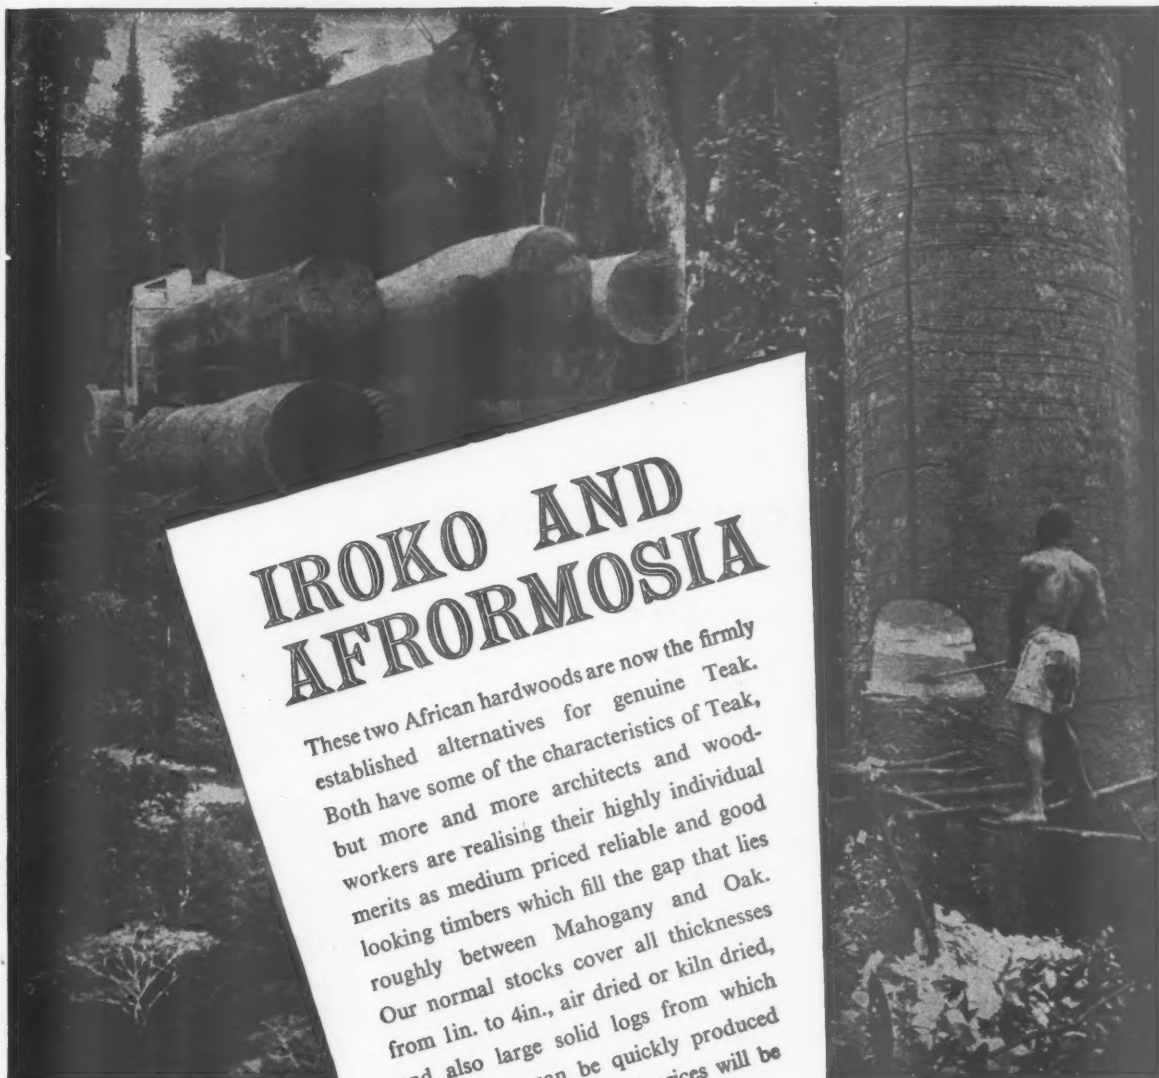 IROKO AND
AFRORMOSIA
These two African hardwoods are now the firmly
established alternatives for genuine Teak.
Both have some of the characteristics of Teak,
but more and more architects and wood-
workers are realising their highly individual
merits as medium priced reliable and good
looking timbers which fill the gap that lies
roughly between Mahogany and Oak.
Our normal stocks cover all thicknesses
from 1in. to 4in., air dried or kiln dried,
also large solid logs from which
be quickly produced
will be